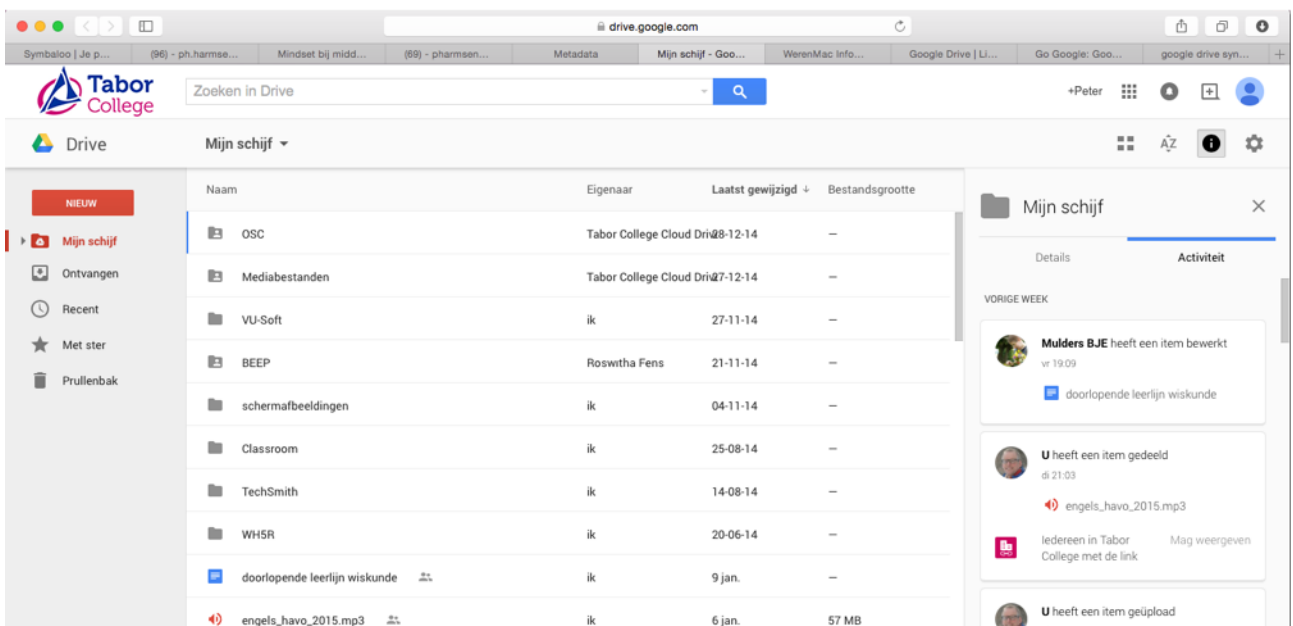 drive.google.com
Symbaloo | Je p... (96) - ph.harmse... Mindset bij midd... (69) - pharmsen... Metadata Mijn schijf - Goo... WerenMac Info... Google Drive | Li... Go Google: Goo... google drive syn... +
Tabor College
Zoeken in Drive
+Peter
Drive
Mijn schijf
AZ
NIEUW
Mijn schijf
Ontvangen
Recent
Met ster
Prullenbak
Naam Eigenaar Laatst gewijzigd ↓ Bestandsgrootte
OSC Tabor College Cloud Driv 28-12-14 —
Mediabestanden Tabor College Cloud Driv 27-12-14 —
VU-Soft ik 27-11-14 —
BEEP Roswitha Fens 21-11-14 —
schermafbeeldingen ik 04-11-14 —
Classroom ik 25-08-14 —
TechSmith ik 14-08-14 —
WH5R ik 20-06-14 —
doorlopende leerlijn wiskunde ik 9 jan. —
engels_havo_2015.mp3 ik 6 jan. 57 MB
Mijn schijf
Details Activiteit
VORIGE WEEK
Mulders BJE heeft een item bewerkt
vr 19:09
doorlopende leerlijn wiskunde
U heeft een item gedeeld
di 21:03
engels_havo_2015.mp3
Iedereen in Tabor Mag weergeven
College met de link
U heeft een item geüpload